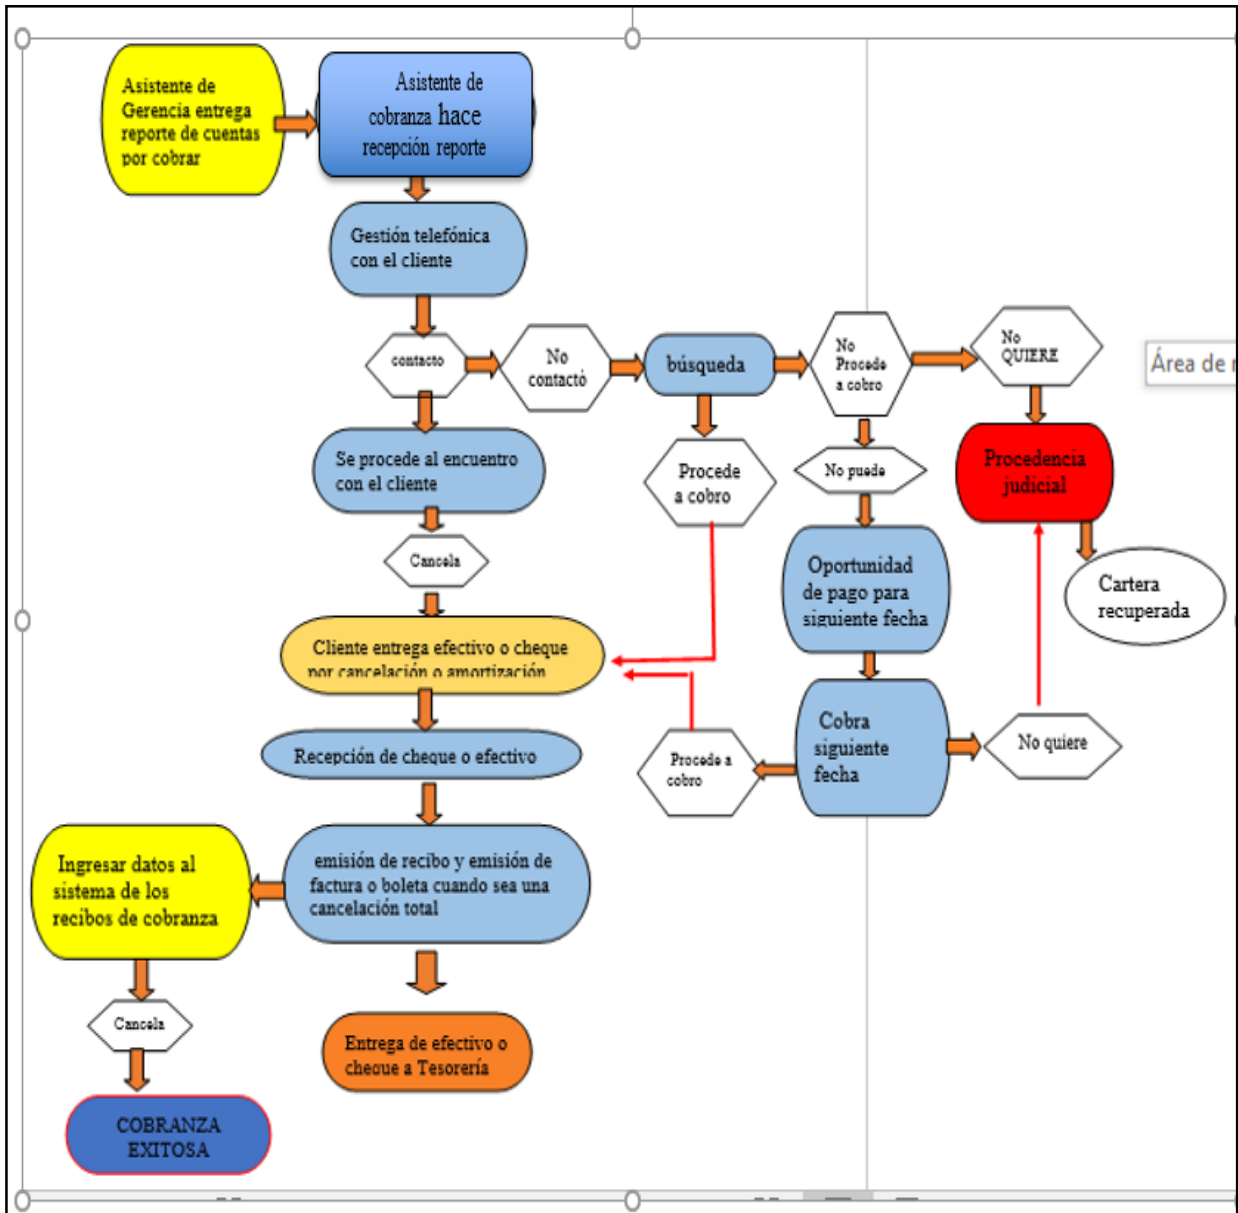 Asistente de
Gerencia entrega
reporte de cuentas
por cobrar
Asistente de
cobranza hace
recepción reporte
Gestión telefónica
con el cliente
contacto
No
contactó
búsqueda
No
Procede
a cobro
No
QUIERE
Área de
Se procede al encuentro
con el cliente
Procede
a cobro
No puede
Procedencia
judicial
Cancela
Oportunidad
de pago para
siguiente fecha
Cartera
recuperada
Cliente entrega efectivo o cheque
por cancelación o amortización
Recepción de cheque o efectivo
Procede a
cobro
Cobra
siguiente
fecha
No quiere
Ingresar datos al
sistema de los
recibos de cobranza
emisión de recibo y emisión de
factura o boleta cuando sea una
cancelación total
Cancela
Entrega de efectivo o
cheque a Tesorería
COBRANZA
EXITOSA